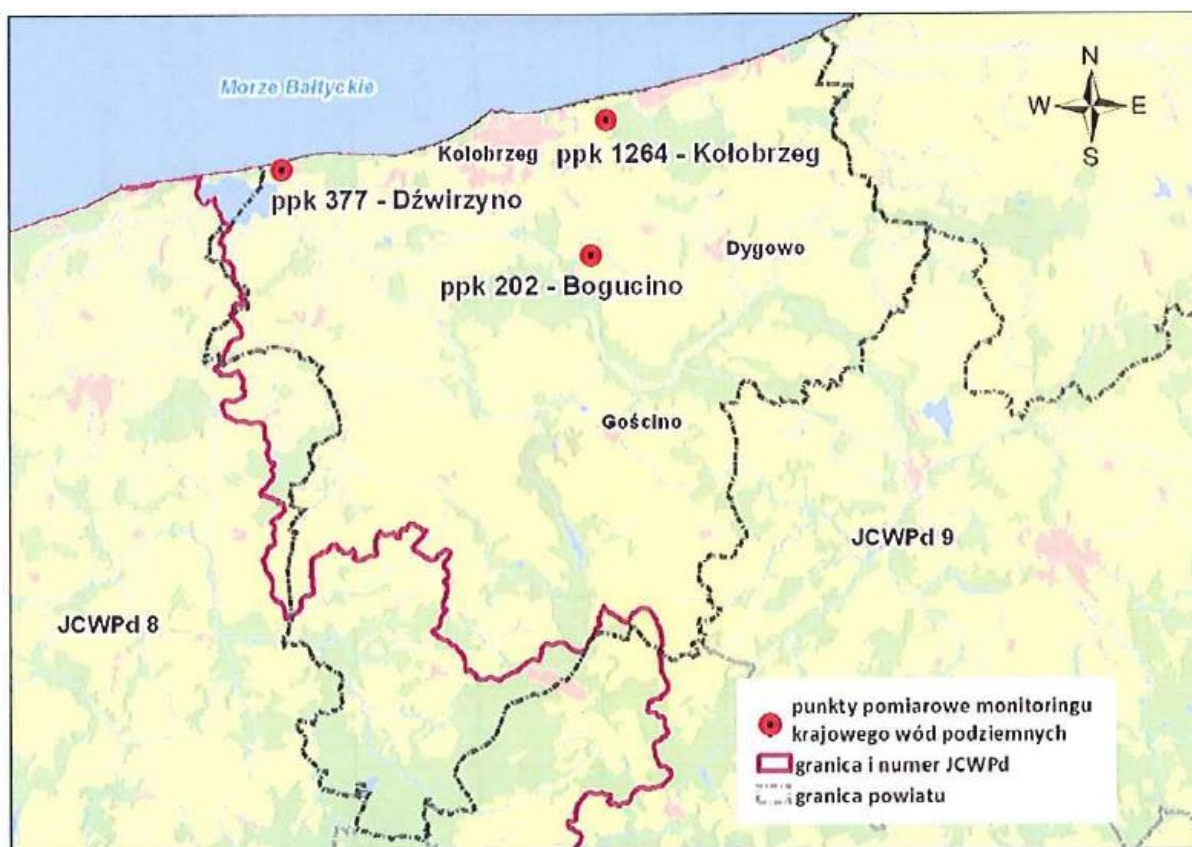 Morze Bałtyckie
N
W E
S
Kołobrzeg
ppk 1264 - Kołobrzeg
ppk 377 - Dźwirzyno
Dygowo
ppk 202 - Bogucino
Gościno
JCWPd 9
JCWPd 8
punkty pomiarowe monitoringu
krajowego wód podziemnych
granica i numer JCWPd
granica powiatu